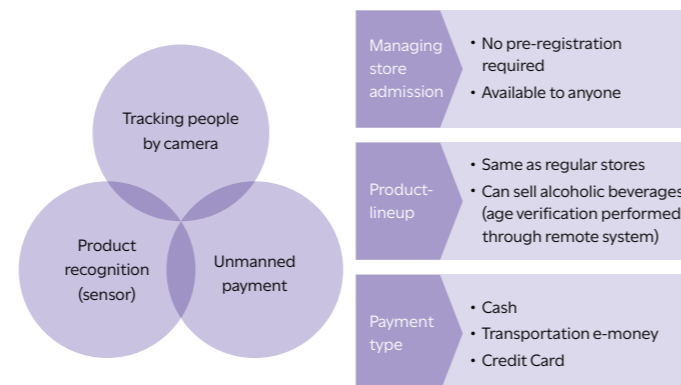 Tracking people
by camera
Product
recognition
(sensor)
Unmanned
payment
Managing
store
admission
• No pre-registration
required
• Available to anyone
Product-
lineup
• Same as regular stores
• Can sell alcoholic beverages
(age verification performed
through remote system)
Payment
type
• Cash
• Transportation e-money
• Credit Card